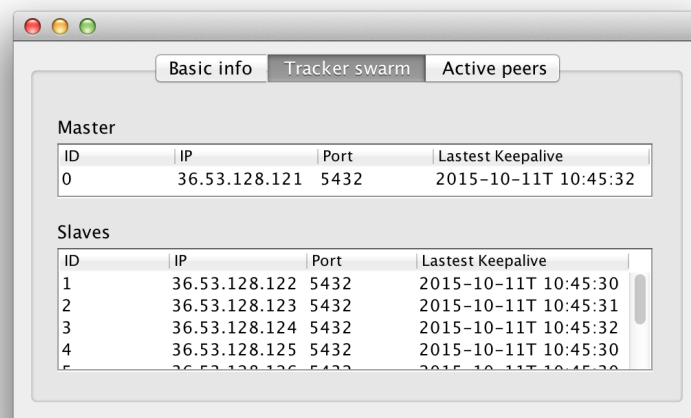 Basic info Tracker swarm Active peers
Master
ID IP Port Lastest Keepalive
0 36.53.128.121 5432 2015-10-11T 10:45:32
Slaves
ID IP Port Lastest Keepalive
1 36.53.128.122 5432 2015-10-11T 10:45:30
2 36.53.128.123 5432 2015-10-11T 10:45:31
3 36.53.128.124 5432 2015-10-11T 10:45:32
4 36.53.128.125 5432 2015-10-11T 10:45:30